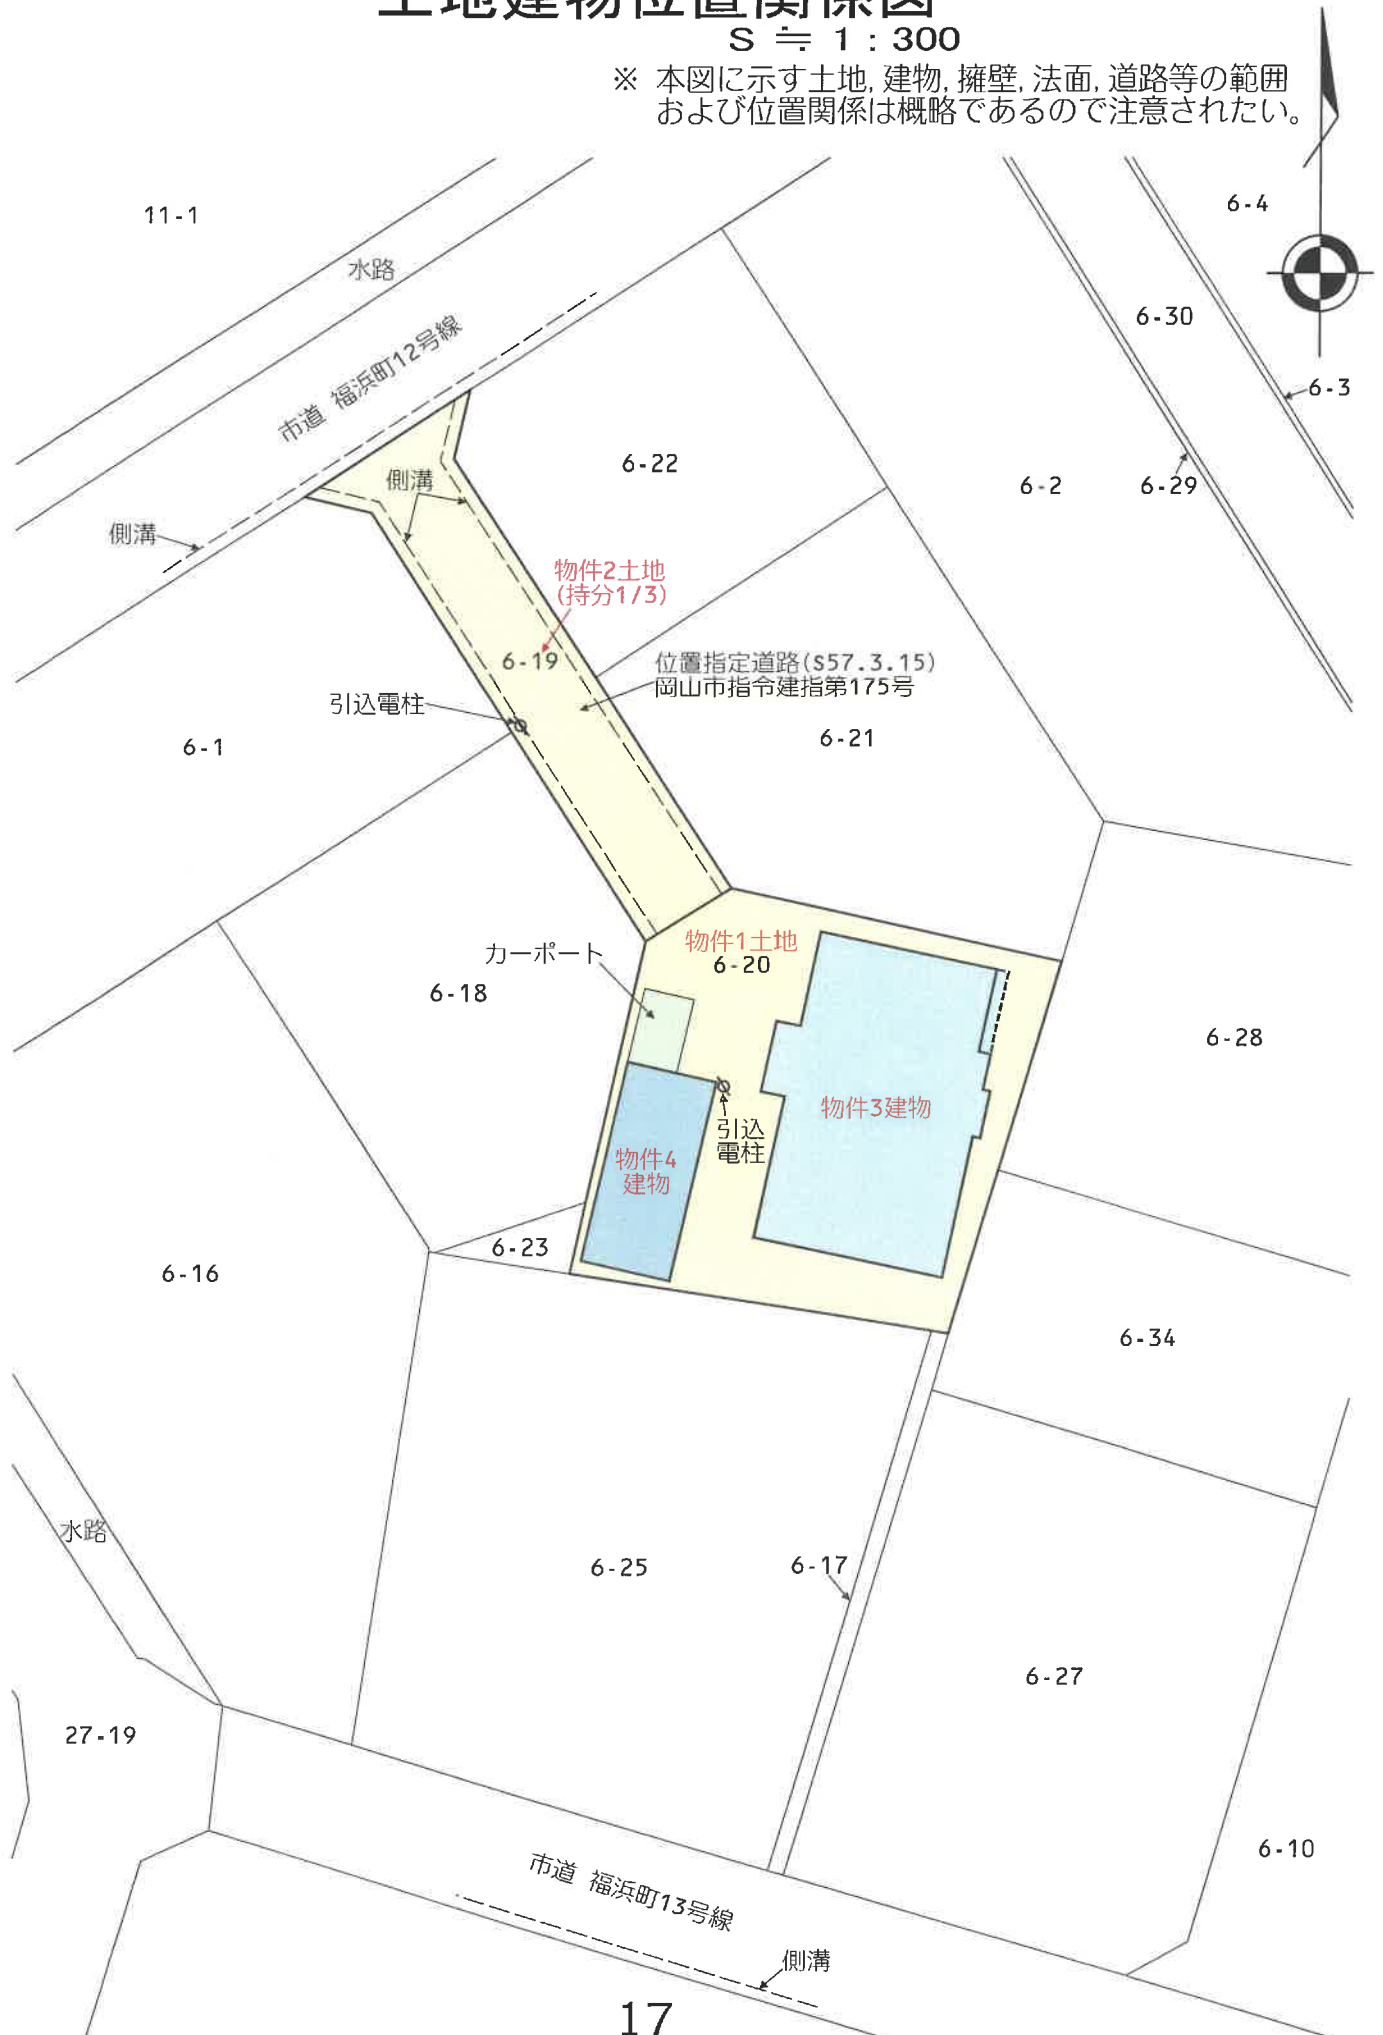 土地建物位置関係図
S ≒ 1 : 300
※ 本図に示す土地, 建物, 擁壁, 法面, 道路等の範囲
および位置関係は概略であるので注意されたい。
11-1
6-4
水路
6-30
市道 福浜町12号線
6-3
6-22
側溝
6-2
6-29
側溝
物件2土地
(持分1/3)
6-19
位置指定道路(S57.3.15)
岡山市指令建指第175号
引込電柱
6-1
6-21
物件1土地
6-20
カーポート
6-18
6-28
物件3建物
引込
電柱
物件4
建物
6-23
6-16
6-34
水路
6-25
6-17
6-27
27-19
6-10
市道 福浜町13号線
側溝
17